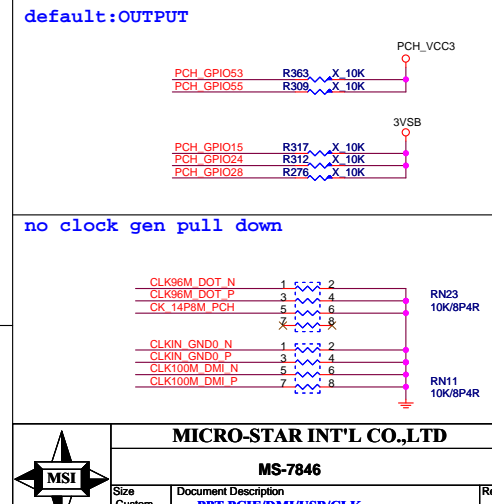 default:OUTPUT
PCH_VCC3
PCH_GPIO53 R363 X_10K
PCH_GPIO55 R309 X_10K
3VSB
PCH_GPIO15 R317 X_10K
PCH_GPIO24 R312 X_10K
PCH_GPIO28 R276 X_10K
no clock gen pull down
CLK96M_DOT_N 1 2
CLK96M_DOT_P 3 4
CK_14P8M_PCH 5 6
7 8
RN23
10K/8P4R
CLKIN_GND0_N 1 2
CLKIN_GND0_P 3 4
CLK100M_DMI_N 5 6
CLK100M_DMI_P 7 8
RN11
10K/8P4R
MSI
MICRO-STAR INT'L CO.,LTD
MS-7846
Size
Custom
Document Description